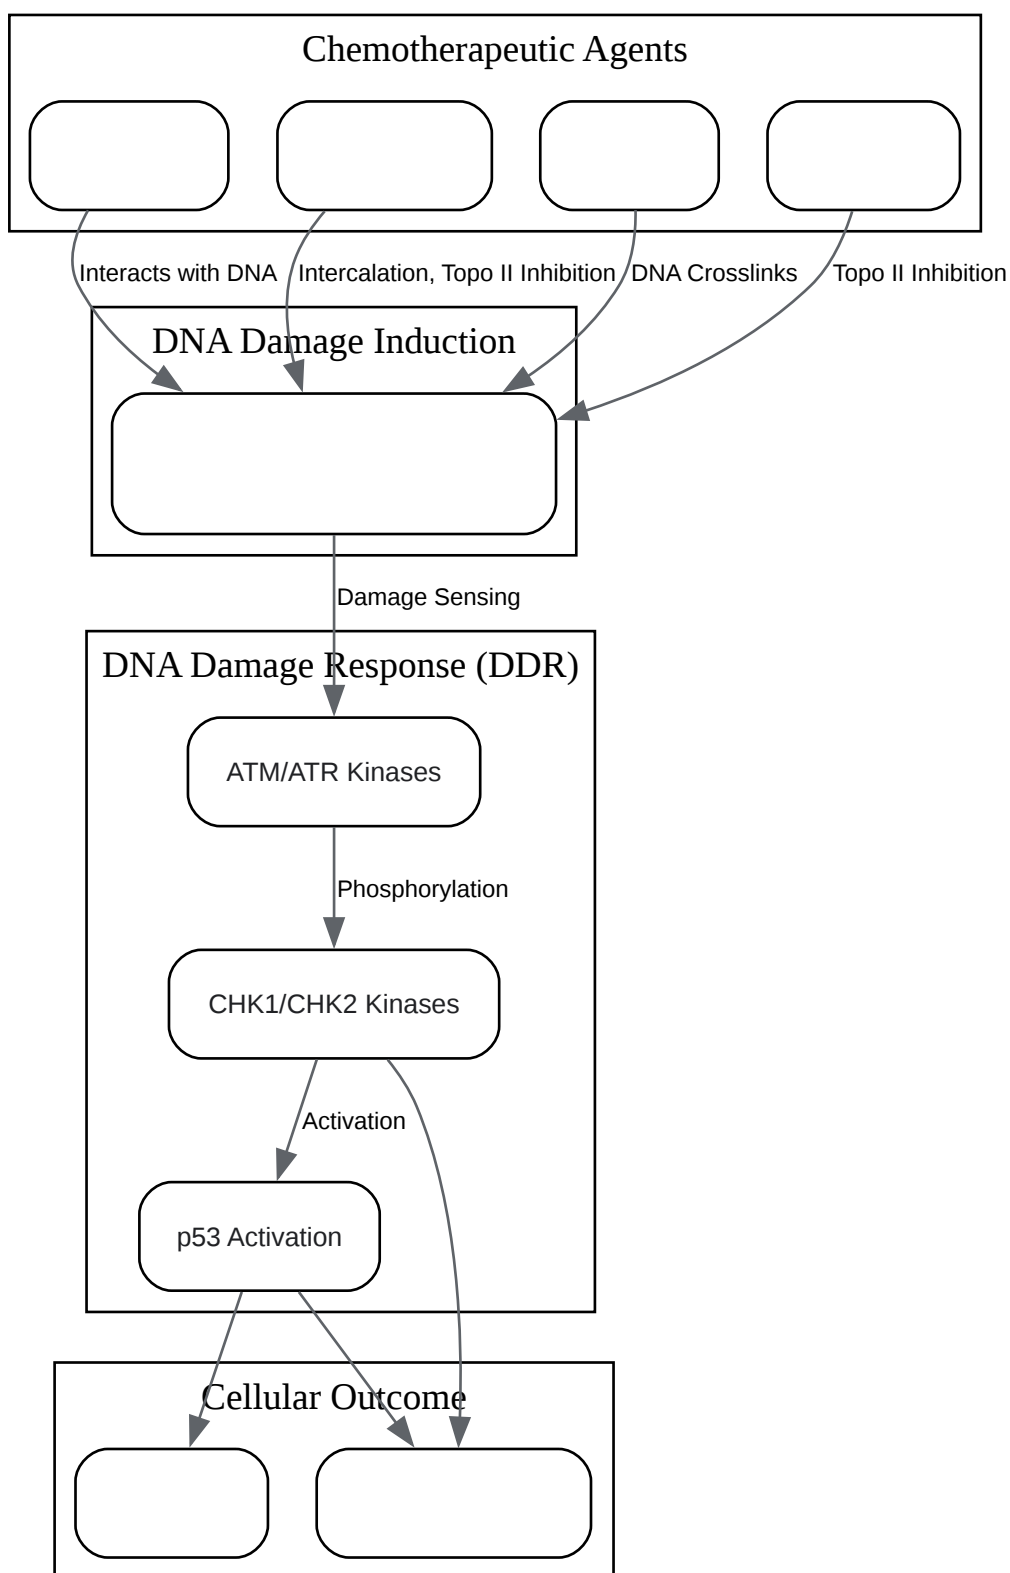 Chemotherapeutic Agents
Interacts with DNA
Intercalation, Topo II Inhibition
DNA Crosslinks
Topo II Inhibition
DNA Damage Induction
Damage Sensing
DNA Damage Response (DDR)
ATM/ATR Kinases
Phosphorylation
CHK1/CHK2 Kinases
Activation
p53 Activation
Cellular Outcome